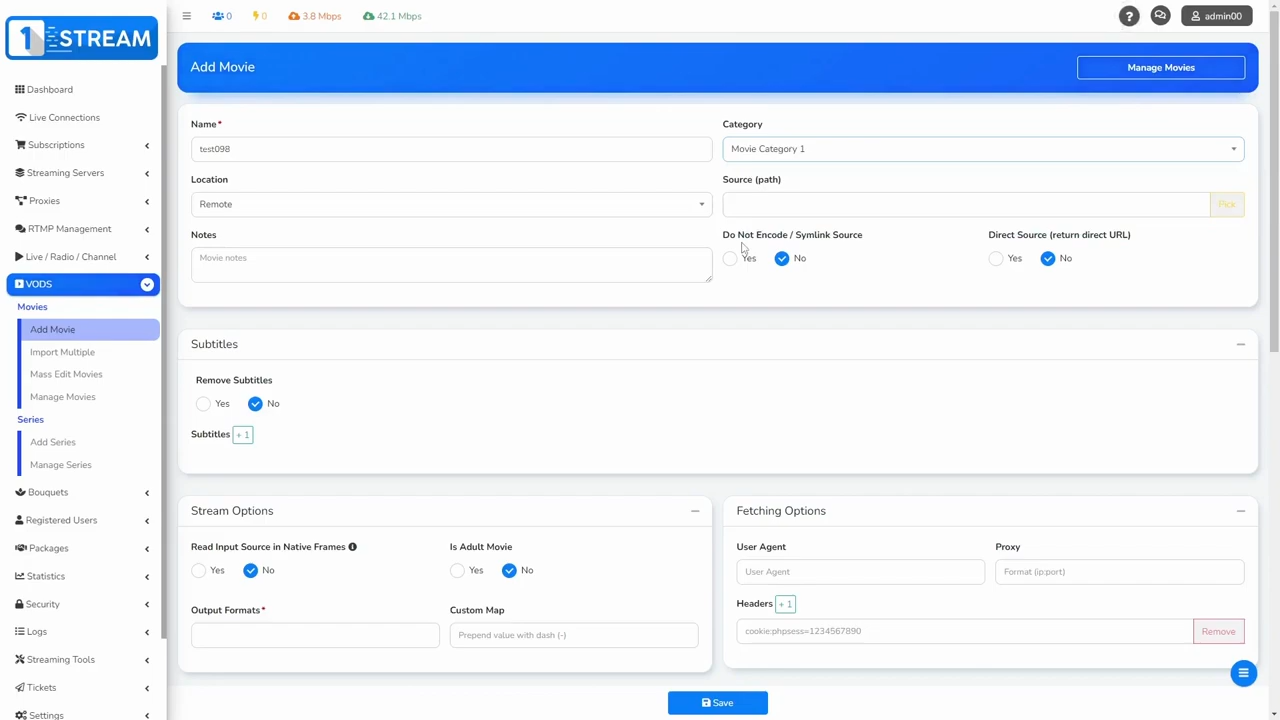 1 STREAM
0
0
3.8 Mbps
42.1 Mbps
?
admin00
Dashboard
Live Connections
Subscriptions
Streaming Servers
Proxies
RTMP Management
Live / Radio / Channel
VODS
Movies
Add Movie
Import Multiple
Mass Edit Movies
Manage Movies
Series
Add Series
Manage Series
Bouquets
Registered Users
Packages
Statistics
Security
Logs
Streaming Tools
Tickets
Settings
Add Movie
Manage Movies
Name*
Category
test098
Movie Category 1
Location
Source (path)
Remote
Pick
Notes
Do Not Encode / Symlink Source
Direct Source (return direct URL)
Movie notes
Yes
No
Yes
No
Subtitles
Remove Subtitles
Yes
No
Subtitles + 1
Stream Options
Read Input Source in Native Frames
Is Adult Movie
Yes
No
Yes
No
Output Formats*
Custom Map
Prepend value with dash (-)
Fetching Options
User Agent
Proxy
User Agent
Format (ip:port)
Headers + 1
cookie:phpsess=1234567890
Remove
Save